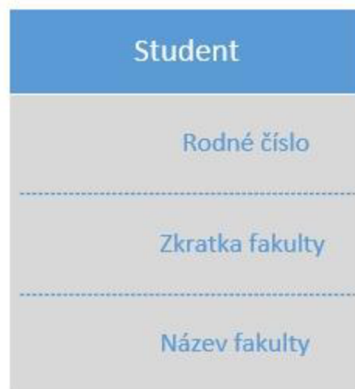 Student
Rodné číslo
Zkratka fakulty
Název fakulty